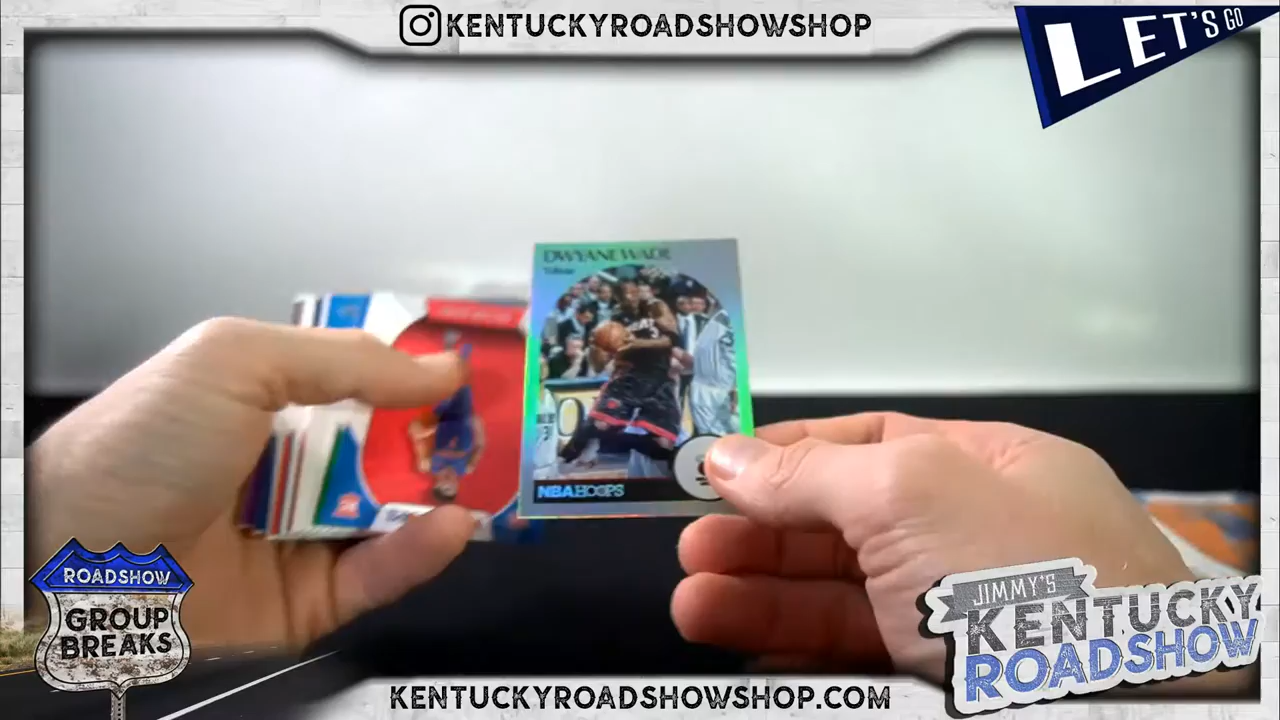 KENTUCKYROADSHOWSHOP
LET'S GO
DWYANE WADE
NBA HOOPS
ROADSHOW
GROUP
BREAKS
JIMMY'S
KENTUCKY
ROADSHOW
KENTUCKYROADSHOWSHOP.COM